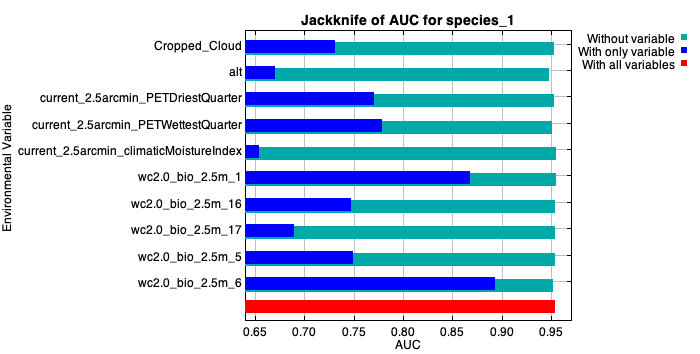 Jackknife of AUC for species_1
Without variable
With only variable
With all variables
Environmental Variable
Cropped_Cloud
alt
current_2.5arcmin_PETDriestQuarter
current_2.5arcmin_PETWettestQuarter
current_2.5arcmin_climaticMoistureIndex
wc2.0_bio_2.5m_1
wc2.0_bio_2.5m_16
wc2.0_bio_2.5m_17
wc2.0_bio_2.5m_5
wc2.0_bio_2.5m_6
0.65 0.70 0.75 0.80 0.85 0.90 0.95
AUC